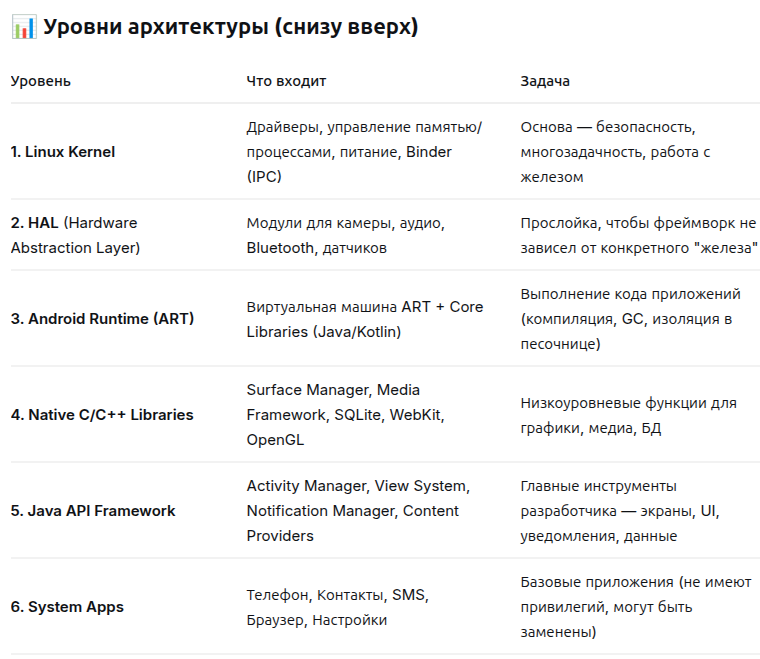 📊 Уровни архитектуры (снизу вверх)
Уровень Что входит Задача
1. Linux Kernel
Драйверы, управление памятью/
процессами, питание, Binder
(IPC)
Основа — безопасность,
многозадачность, работа с
железом
2. HAL (Hardware
Abstraction Layer)
Модули для камеры, аудио,
Bluetooth, датчиков
Прослойка, чтобы фреймворк не
зависел от конкретного "железа"
3. Android Runtime (ART)
Виртуальная машина ART + Core
Libraries (Java/Kotlin)
Выполнение кода приложений
(компиляция, GC, изоляция в
песочнице)
4. Native C/C++ Libraries
Surface Manager, Media
Framework, SQLite, WebKit,
OpenGL
Низкоуровневые функции для
графики, медиа, БД
5. Java API Framework
Activity Manager, View System,
Notification Manager, Content
Providers
Главные инструменты
разработчика — экраны, UI,
уведомления, данные
6. System Apps
Телефон, Контакты, SMS,
Браузер, Настройки
Базовые приложения (не имеют
привилегий, могут быть
заменены)